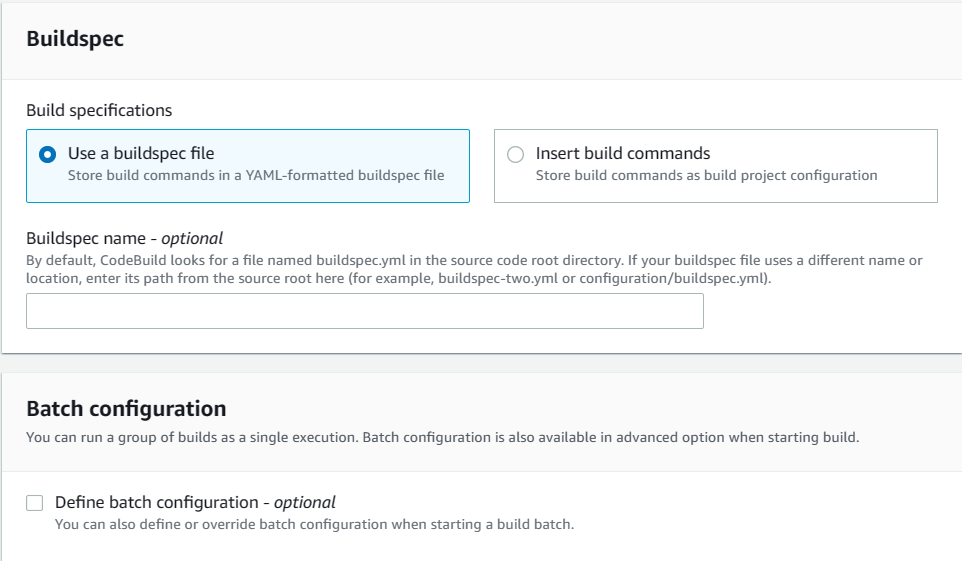 Buildspec
Build specifications
Use a buildspec file
Store build commands in a YAML-formatted buildspec file
Insert build commands
Store build commands as build project configuration
Buildspec name - optional
By default, CodeBuild looks for a file named buildspec.yml in the source code root directory. If your buildspec file uses a different name or
location, enter its path from the source root here (for example, buildspec-two.yml or configuration/buildspec.yml).
Batch configuration
You can run a group of builds as a single execution. Batch configuration is also available in advanced option when starting build.
Define batch configuration - optional
You can also define or override batch configuration when starting a build batch.